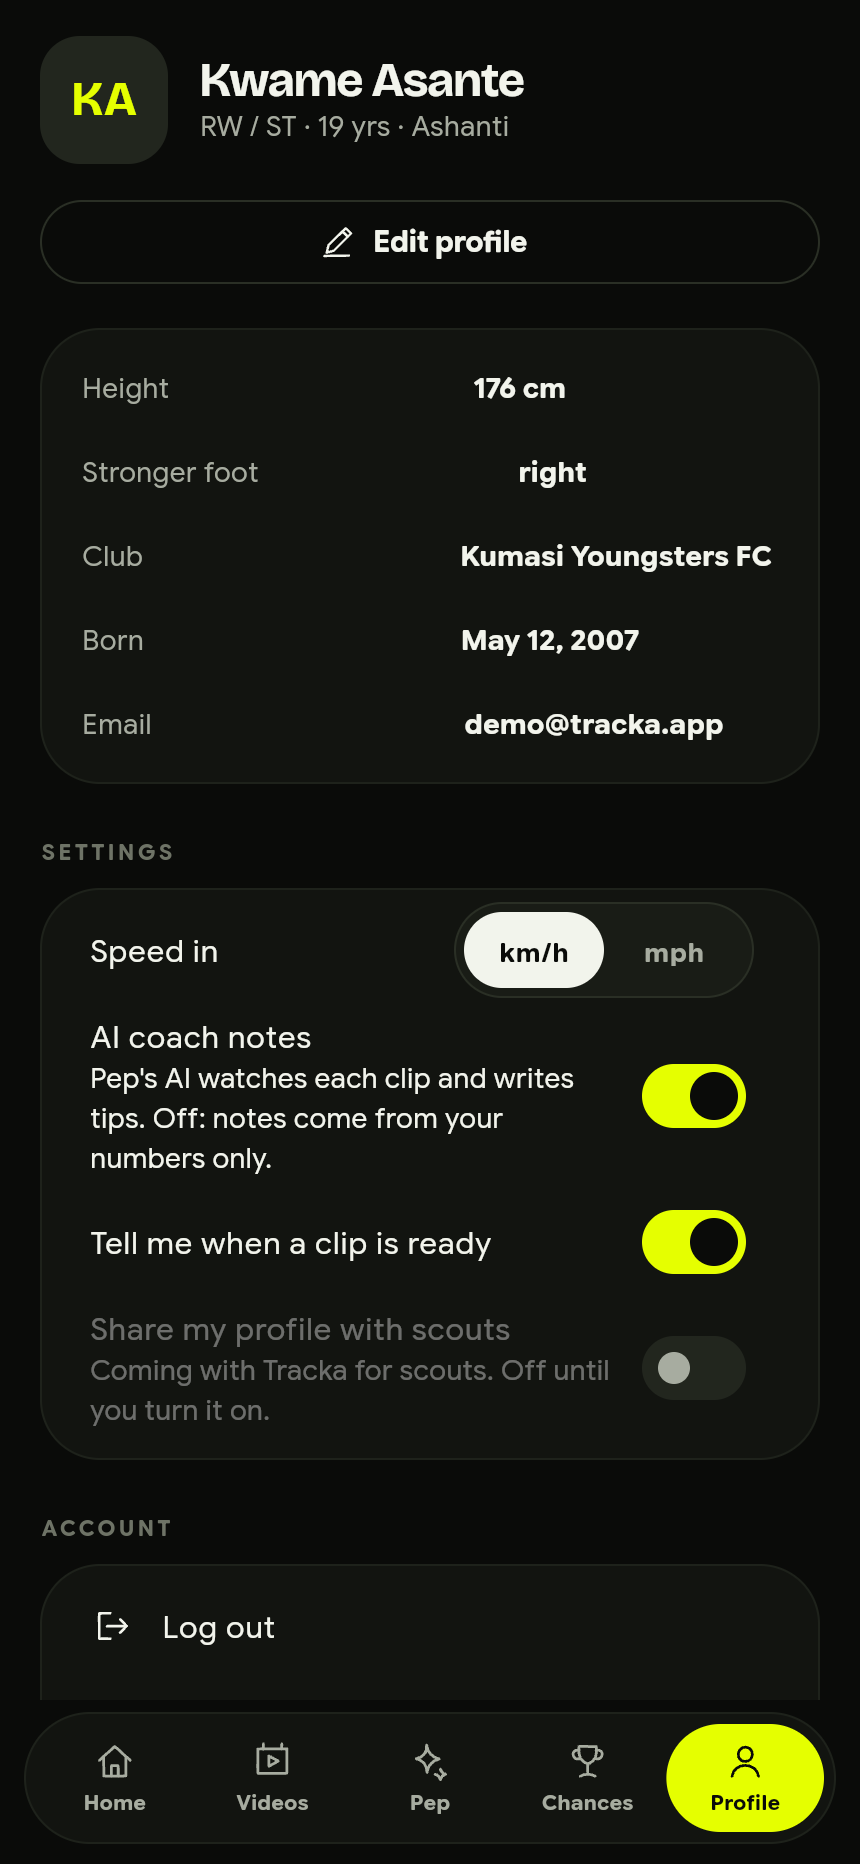 KA
Kwame Asante
RW / ST · 19 yrs · Ashanti
Edit profile
Height 176 cm
Stronger foot right
Club Kumasi Youngsters FC
Born May 12, 2007
Email demo@tracka.app
SETTINGS
Speed in km/h mph
AI coach notes
Pep's AI watches each clip and writes
tips. Off: notes come from your
numbers only.
Tell me when a clip is ready
Share my profile with scouts
Coming with Tracka for scouts. Off until
you turn it on.
ACCOUNT
Log out
Home Videos Pep Chances Profile